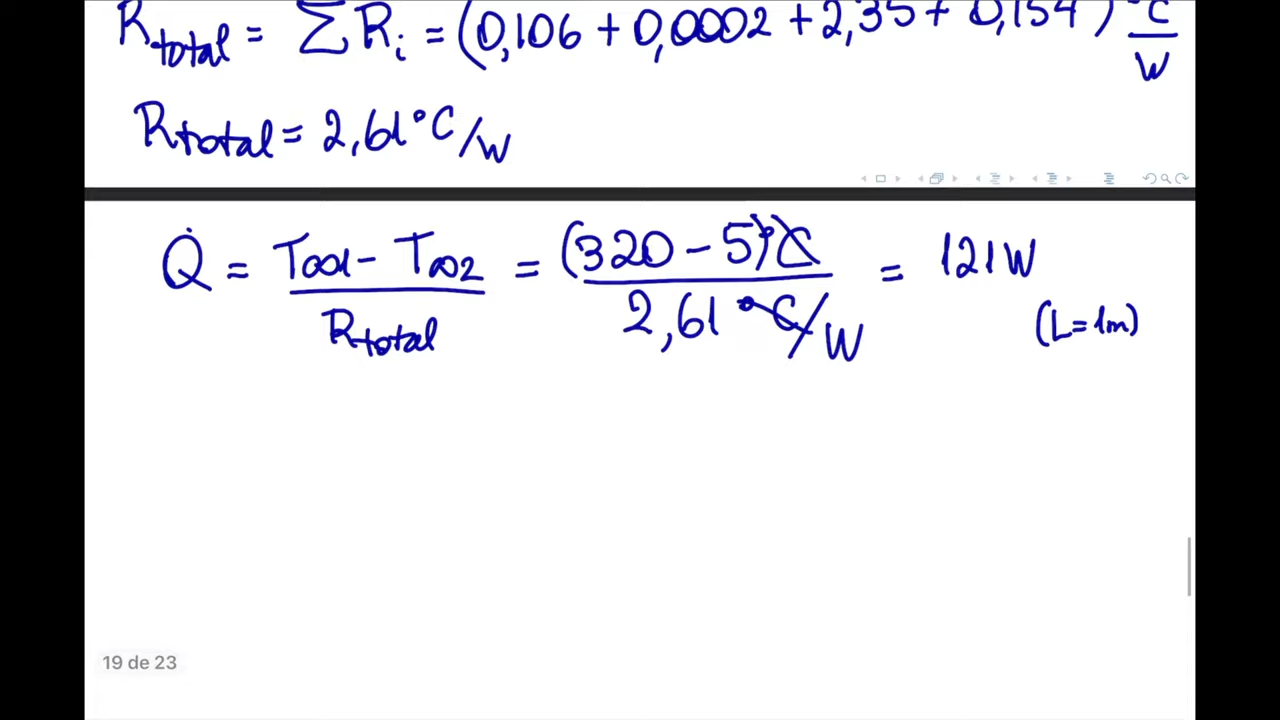 R_total = ΣR_i = (0,106 + 0,0002 + 2,35 + 0,154) °C/W
R_total = 2,61 °C/W
Q̇ = (T∞1 - T∞2)/R_total = (320 - 5)°C/(2,61 °C/W) = 121W
(L=1m)
19 de 23